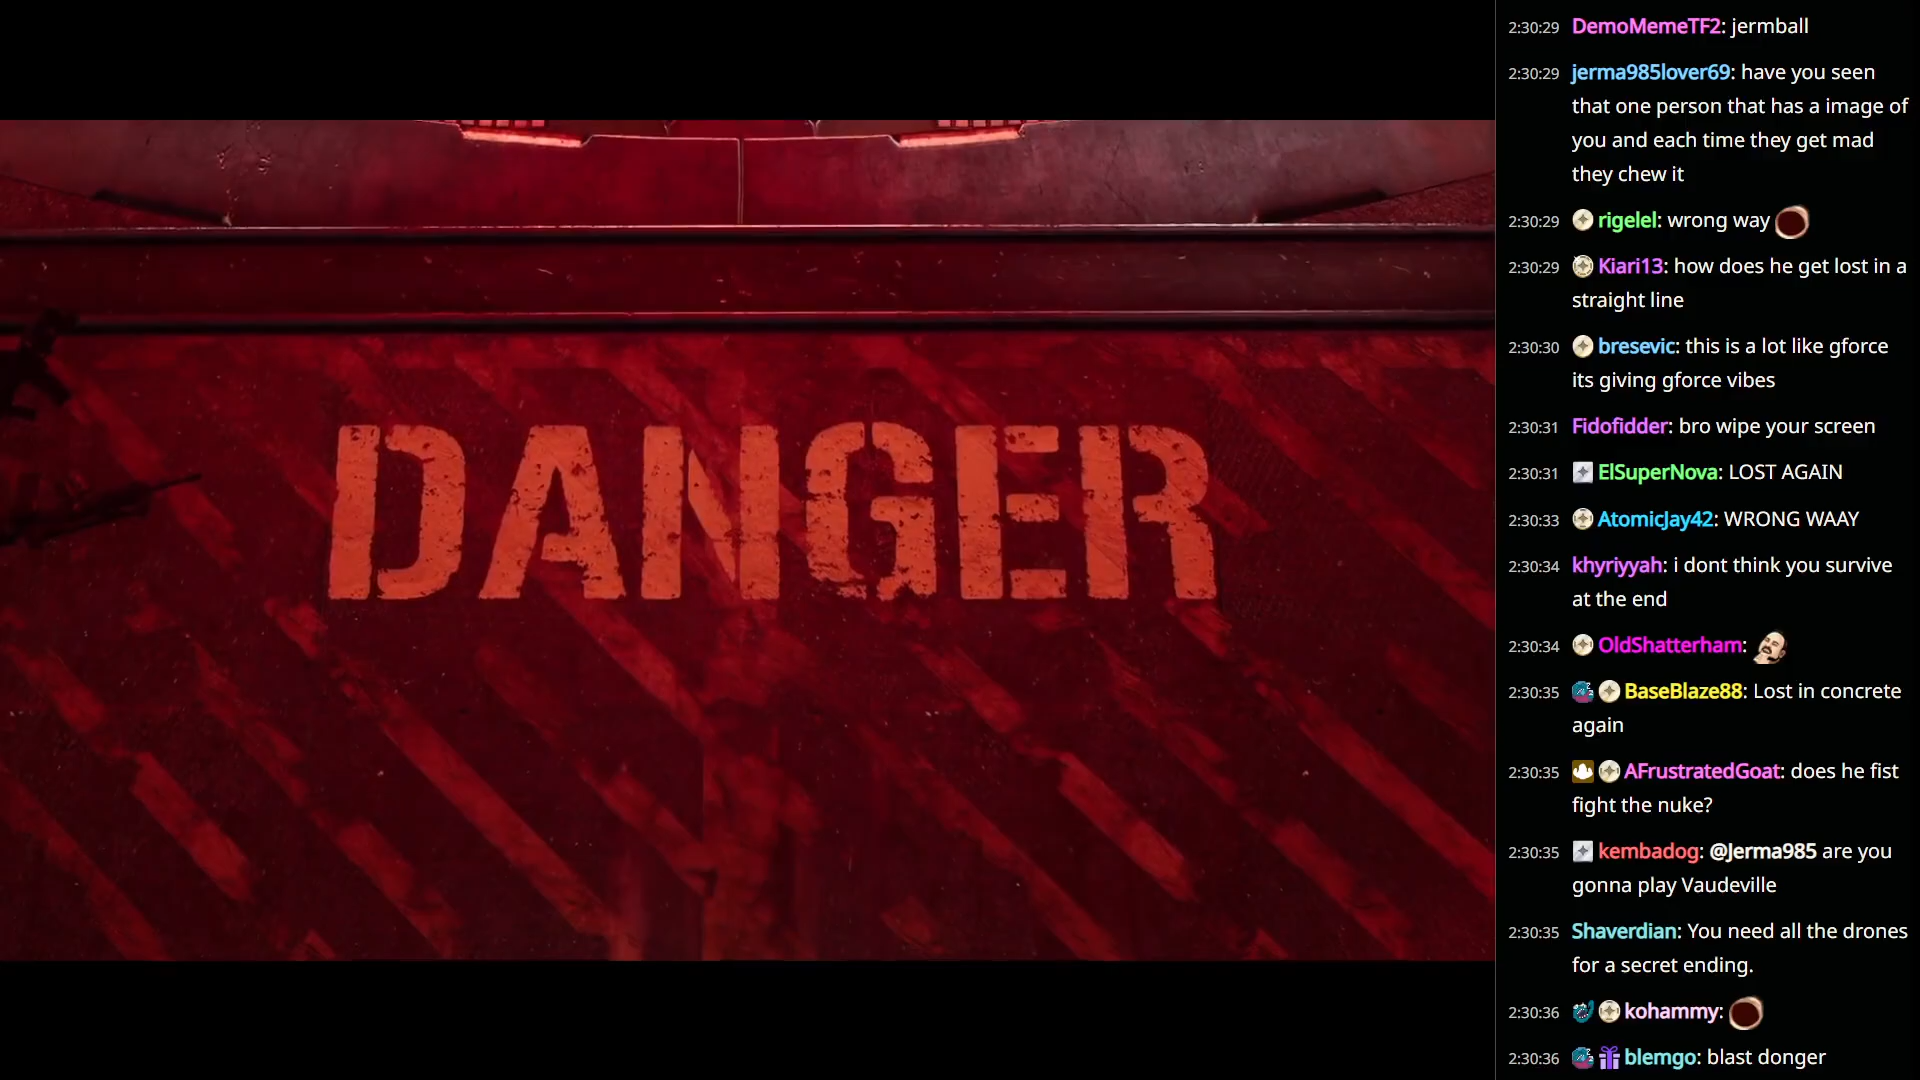 DANGER
2:30:29 DemoMemeTF2: jermball
2:30:29 jerma985lover69: have you seen
that one person that has a image of
you and each time they get mad
they chew it
2:30:29 rigelel: wrong way
2:30:29 Kiari13: how does he get lost in a
straight line
2:30:30 bresevic: this is a lot like gforce
its giving gforce vibes
2:30:31 Fidofidder: bro wipe your screen
2:30:31 ElSuperNova: LOST AGAIN
2:30:33 AtomicJay42: WRONG WAAY
2:30:34 khyriyyah: i dont think you survive
at the end
2:30:34 OldShatterham:
2:30:35 BaseBlaze88: Lost in concrete
again
2:30:35 AFrustratedGoat: does he fist
fight the nuke?
2:30:35 kembadog: @Jerma985 are you
gonna play Vaudeville
2:30:35 Shaverdian: You need all the drones
for a secret ending.
2:30:36 kohammy:
2:30:36 blemgo: blast donger